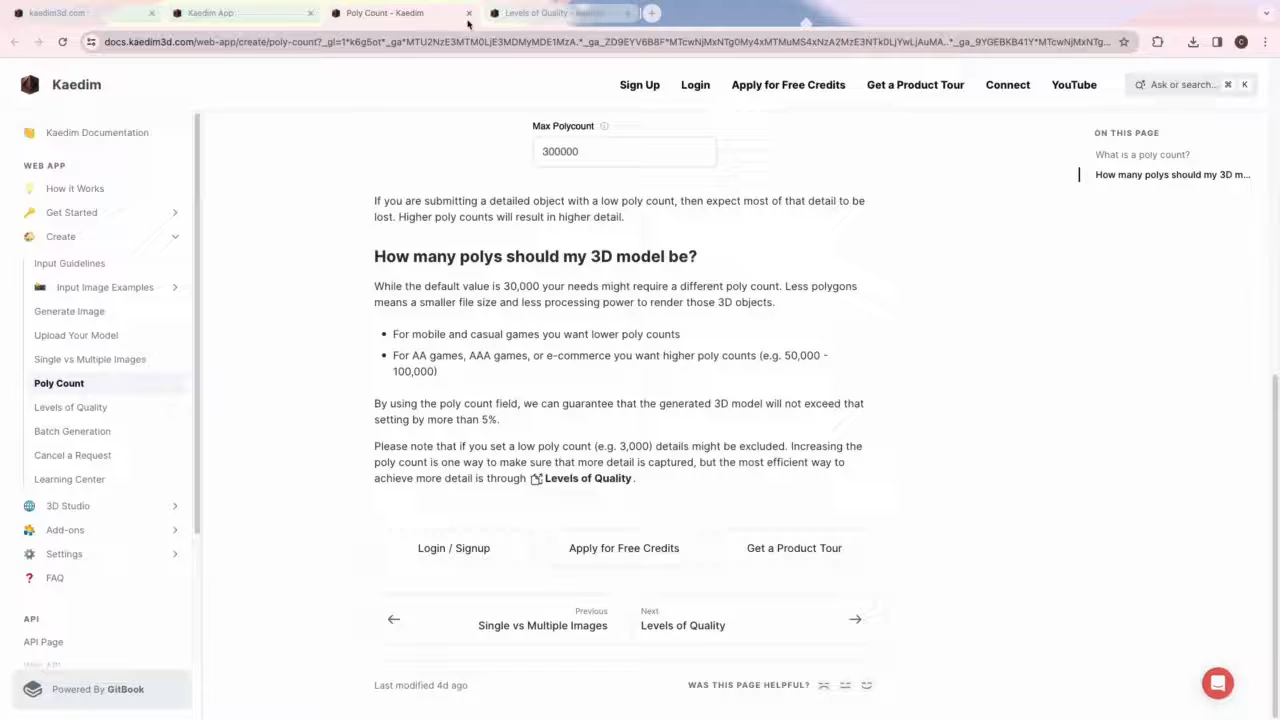 kaedim3d.com
Kaedim App
Poly Count - Kaedim
Levels of Quality -
docs.kaedim3d.com/web-app/create/poly-count?_gl=1*k6g5ot*_ga*MTU2NzE3MTM0LjE3MDMyMDE1MzA.*_ga_ZD9EYV6B8F*MTcwNjMxNTg0My4xMTMuMS4xNzA2MzE3NTk0LjYwLjAuMA..*_ga_9YGEBKB41Y*MTcwNjMxNTg...
Kaedim
Sign Up
Login
Apply for Free Credits
Get a Product Tour
Connect
YouTube
Ask or search...
⌘ K
Kaedim Documentation
WEB APP
How it Works
Get Started
Create
Input Guidelines
Input Image Examples
Generate Image
Upload Your Model
Single vs Multiple Images
Poly Count
Levels of Quality
Batch Generation
Cancel a Request
Learning Center
3D Studio
Add-ons
Settings
FAQ
API
API Page
Powered By GitBook
Max Polycount
300000
If you are submitting a detailed object with a low poly count, then expect most of that detail to be
lost. Higher poly counts will result in higher detail.
How many polys should my 3D model be?
While the default value is 30,000 your needs might require a different poly count. Less polygons
means a smaller file size and less processing power to render those 3D objects.
• For mobile and casual games you want lower poly counts
• For AA games, AAA games, or e-commerce you want higher poly counts (e.g. 50,000 -
100,000)
By using the poly count field, we can guarantee that the generated 3D model will not exceed that
setting by more than 5%.
Please note that if you set a low poly count (e.g. 3,000) details might be excluded. Increasing the
poly count is one way to make sure that more detail is captured, but the most efficient way to
achieve more detail is through Levels of Quality.
Login / Signup
Apply for Free Credits
Get a Product Tour
Previous
Single vs Multiple Images
Next
Levels of Quality
Last modified 4d ago
WAS THIS PAGE HELPFUL?
ON THIS PAGE
What is a poly count?
How many polys should my 3D m...